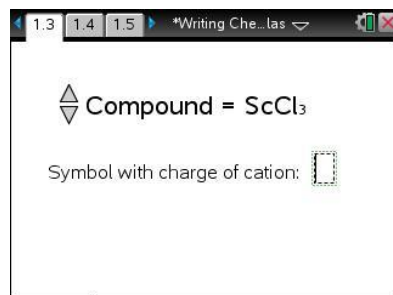 1.3 1.4 1.5 *Writing Che...las
Compound = ScCl₃
Symbol with charge of cation: